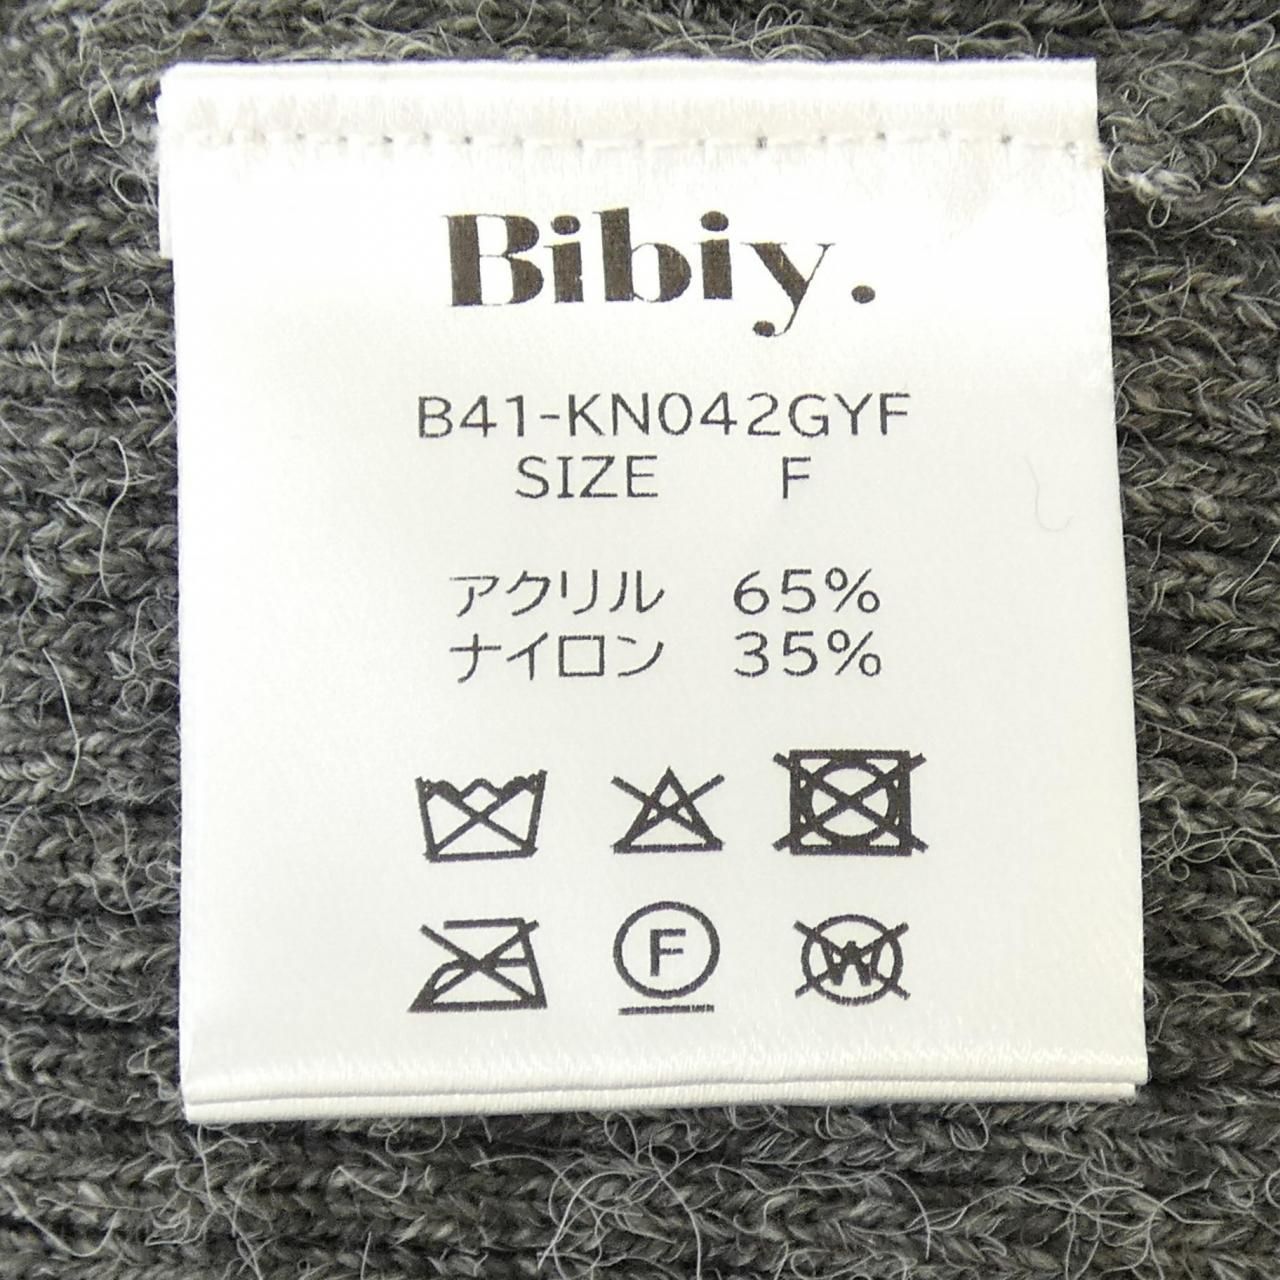 Bibiy.
B41-KN042GYF
SIZE F
アクリル 65%
ナイロン 35%
F
W